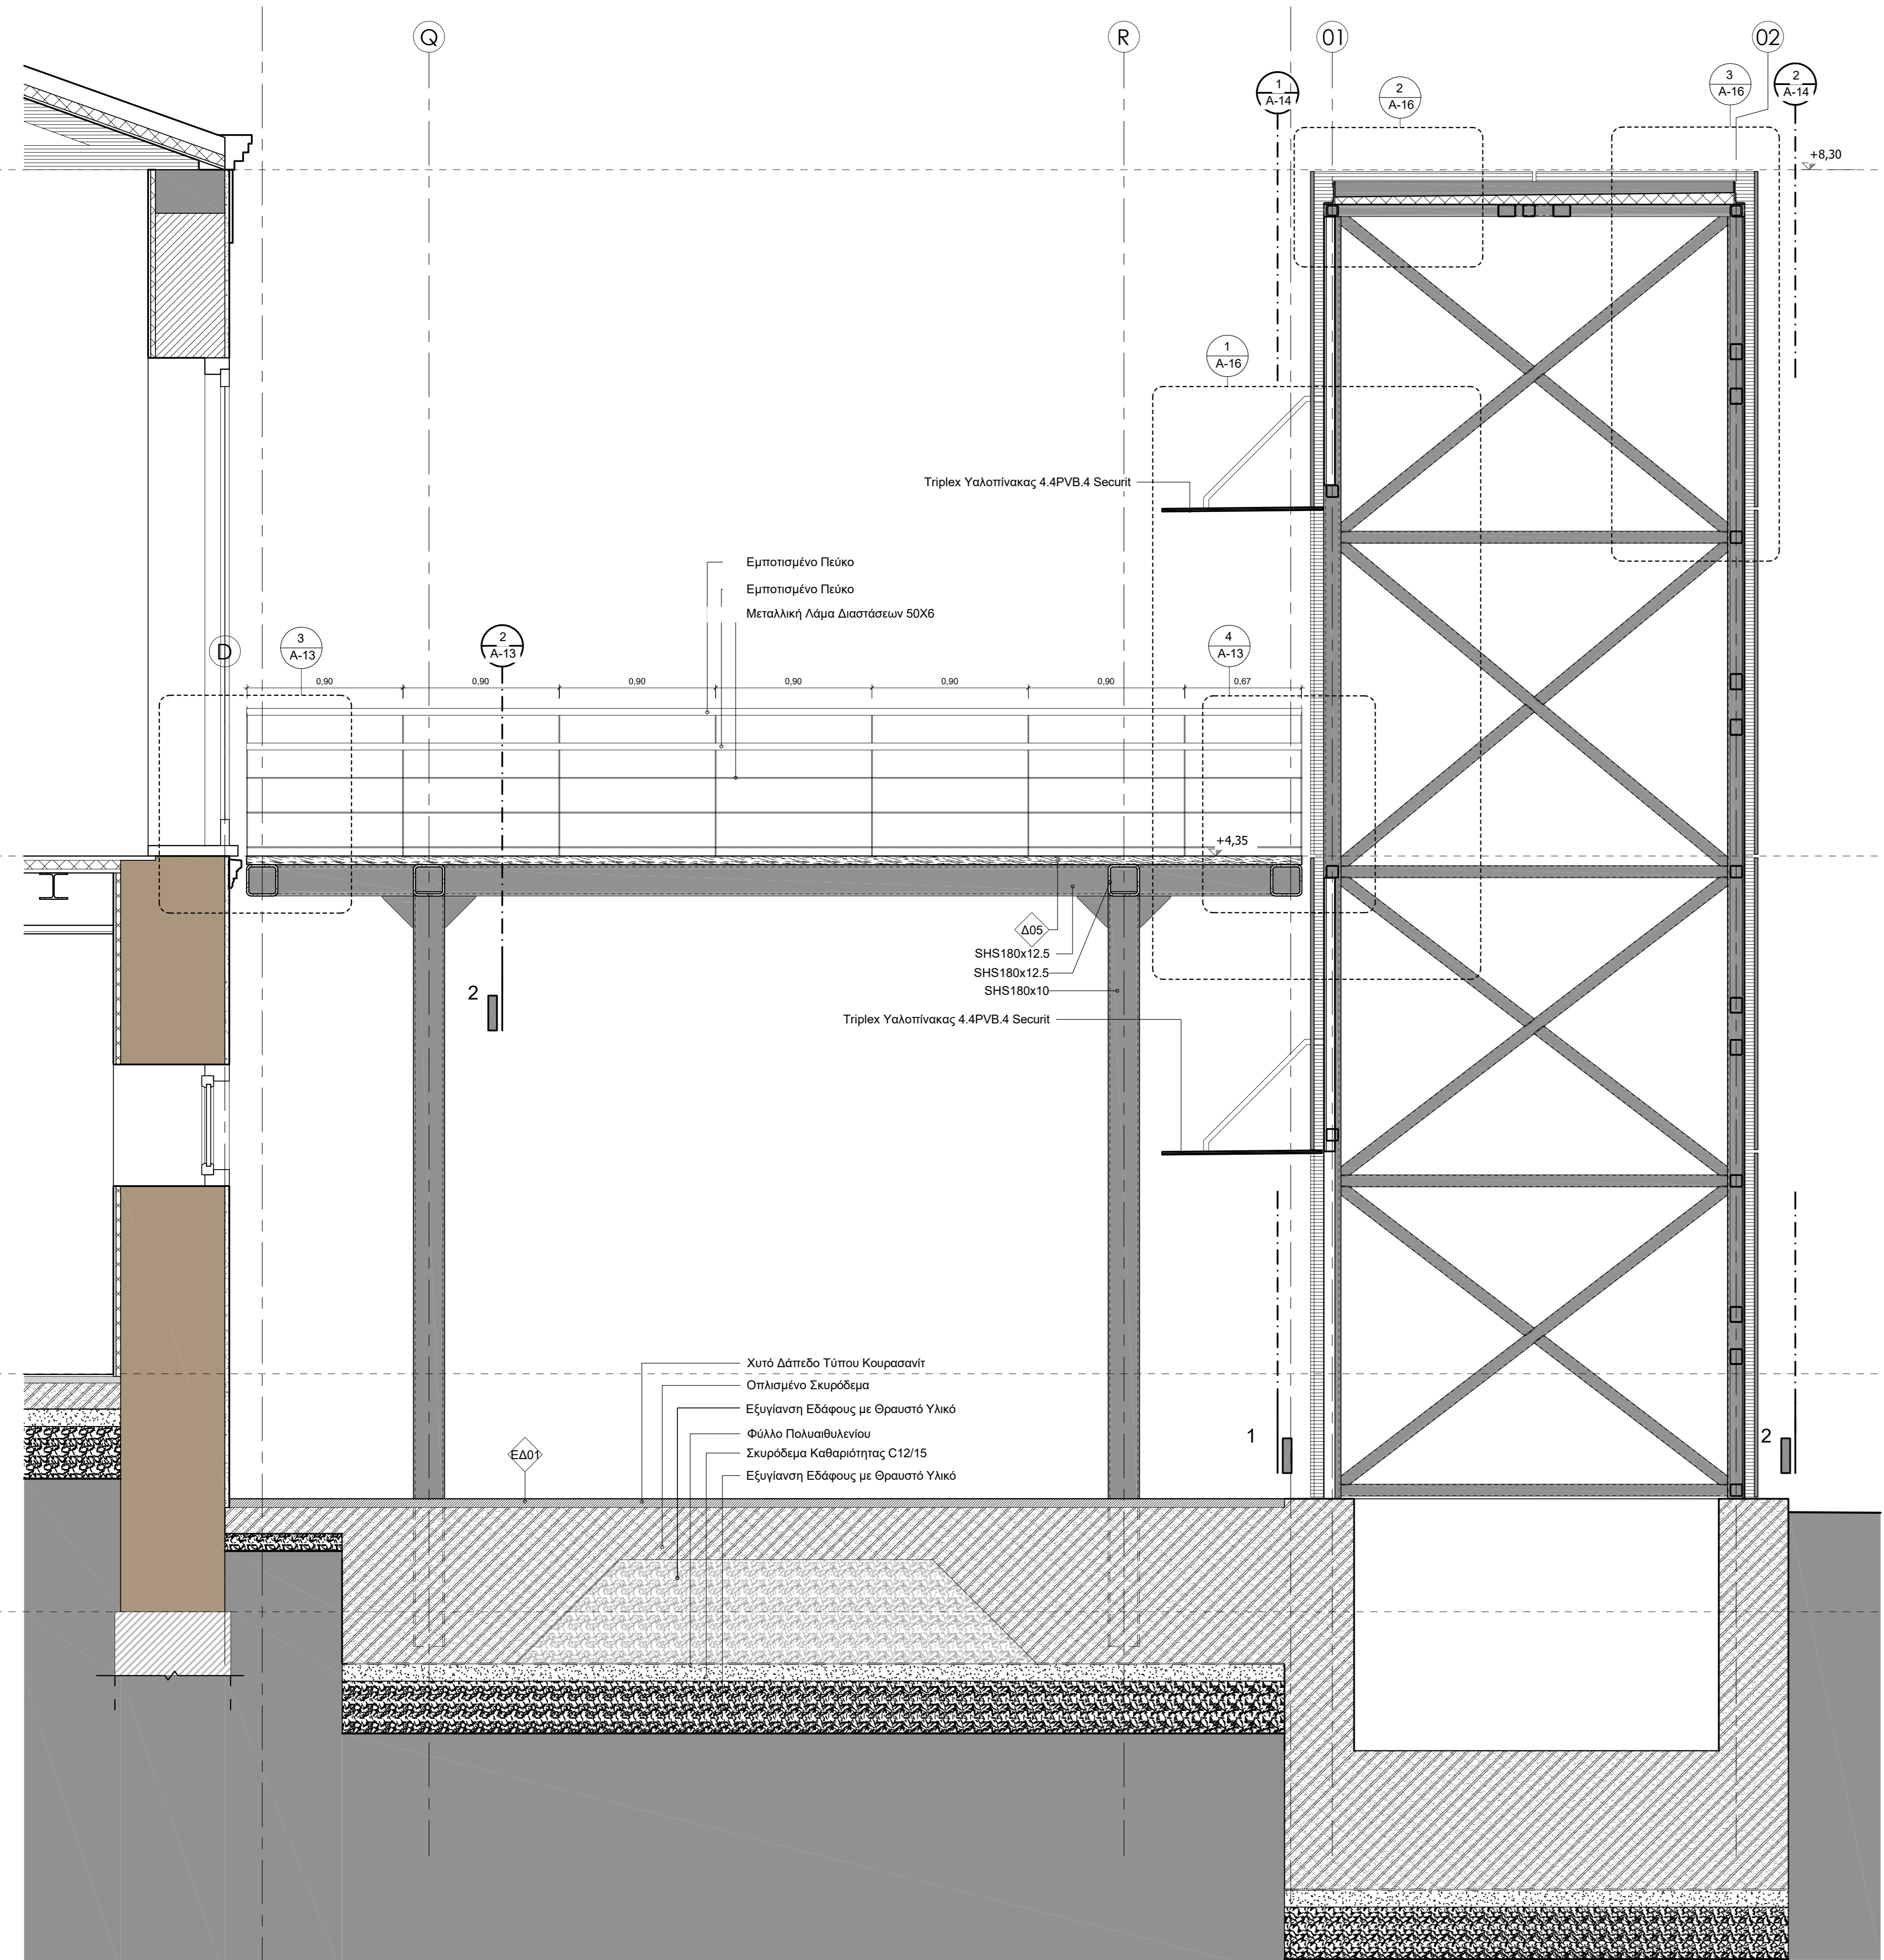 Q
R
01
02
1
A-14
2
A-16
3
A-16
2
A-14
+8,30
1
A-16
Triplex Υαλοπίνακας 4.4PVB.4 Securit
Εμποτισμένο Πεύκο
Εμποτισμένο Πεύκο
Μεταλλική Λάμα Διαστάσεων 50X6
D
3
A-13
2
A-13
4
A-13
0,90
0,90
0,90
0,90
0,90
0,90
0,67
+4,35
Δ05
SHS180x12.5
SHS180x12.5
SHS180x10
2
Triplex Υαλοπίνακας 4.4PVB.4 Securit
Χυτό Δάπεδο Τύπου Κουρασανίτ
Οπλισμένο Σκυρόδεμα
Εξυγίανση Εδάφους με Θραυστό Υλικό
Φύλλο Πολυαιθυλενίου
Σκυρόδεμα Καθαριότητας C12/15
Εξυγίανση Εδάφους με Θραυστό Υλικό
ΕΔ01
1
2